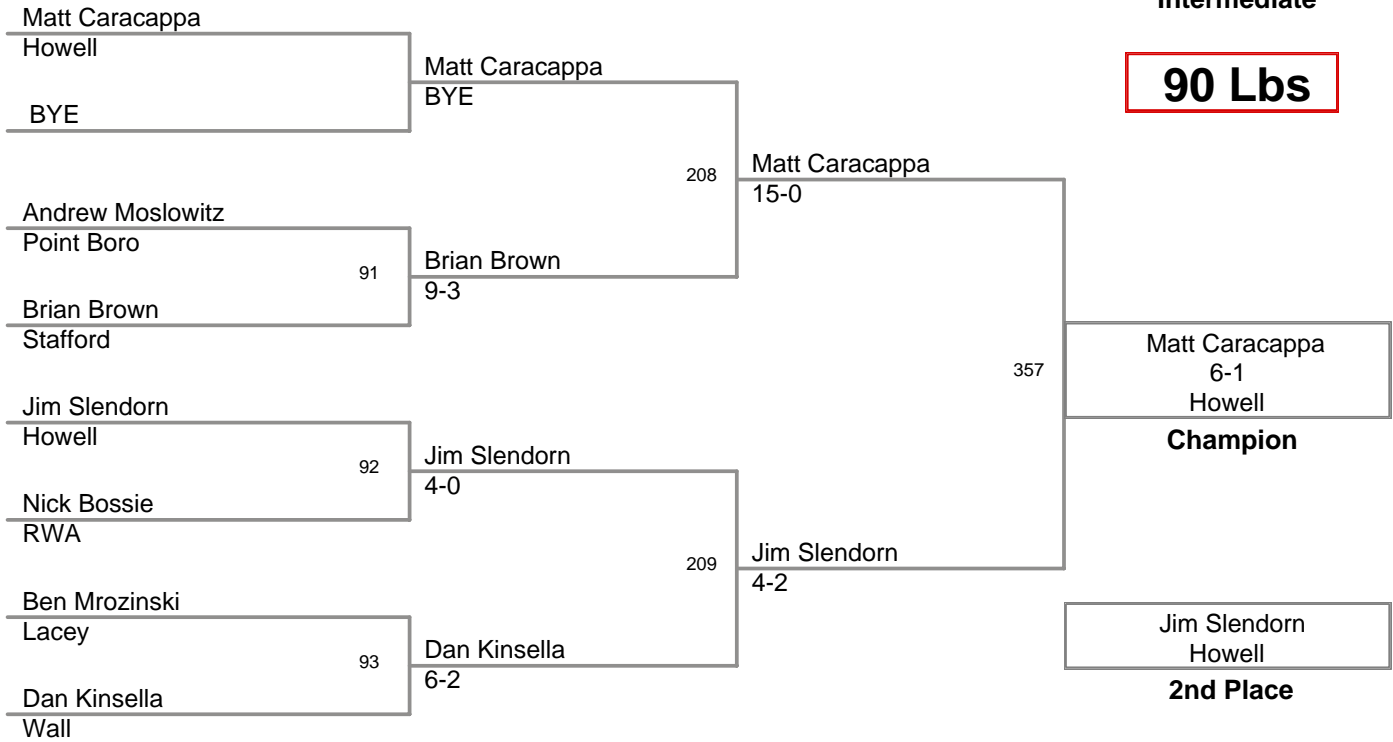 Intermediate
90 Lbs
Matt Caracappa
Howell
BYE
Andrew Moslowitz
Point Boro
91
Brian Brown
Stafford
Jim Slendorn
Howell
92
Nick Bossie
RWA
Ben Mrozinski
Lacey
93
Dan Kinsella
Wall
Matt Caracappa
BYE
208
Brian Brown
9-3
Jim Slendorn
4-0
209
Dan Kinsella
6-2
Matt Caracappa
15-0
357
Jim Slendorn
4-2
Matt Caracappa
6-1
Howell
Champion
Jim Slendorn
Howell
2nd Place